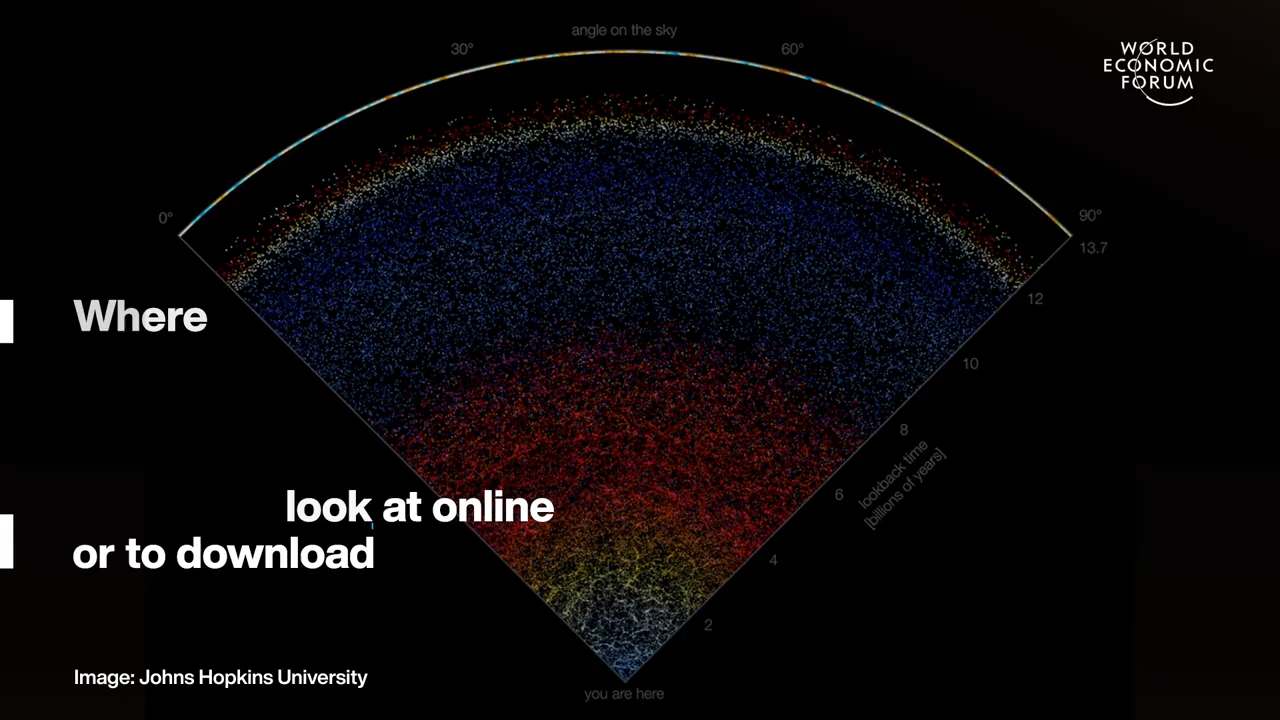 angle on the sky
30°
60°
WORLD
ECONOMIC
FORUM
0°
90°
13.7
12
Where
10
8
lookback time
[billions of years]
6
look at online
or to download
4
2
Image: Johns Hopkins University
you are here